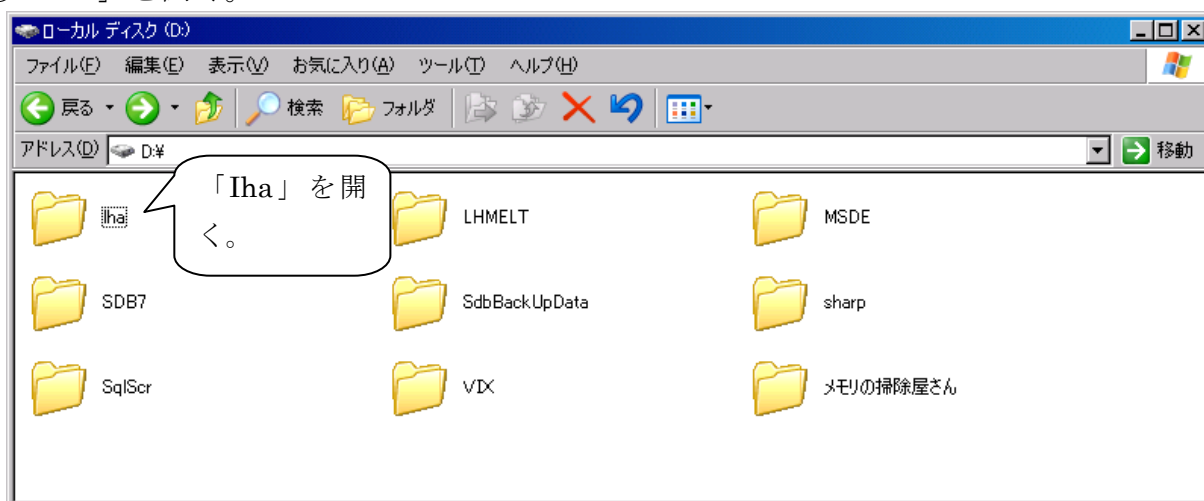 ローカル ディスク (D:)
ファイル(F) 編集(E) 表示(V) お気に入り(A) ツール(T) ヘルプ(H)
戻る 検索 フォルダ
アドレス(D) D:¥ 移動
「Iha」を開
く。
lha LHMELT MSDE
SDB7 SdbBackUpData sharp
SqlScr VIX メモリの掃除屋さん